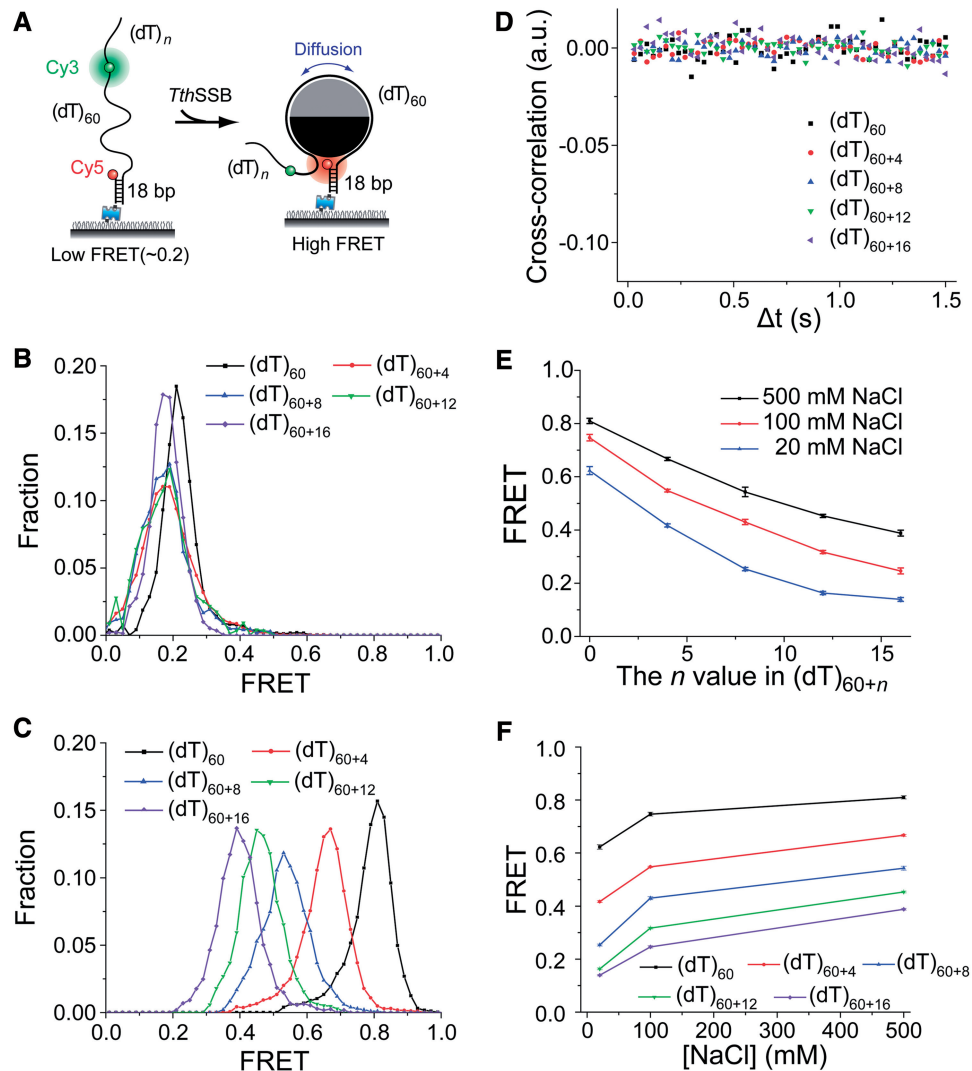 A
(dT)n
Cy3
(dT)60
Cy5
18 bp
Low FRET(~0.2)
TthSSB
Diffusion
(dT)60
(dT)n
18 bp
High FRET
B
0.20
0.15
0.10
0.05
0.00
Fraction
(dT)60
(dT)60+4
(dT)60+8
(dT)60+12
(dT)60+16
0.0 0.2 0.4 0.6 0.8 1.0
FRET
C
0.20
0.15
0.10
0.05
0.00
Fraction
(dT)60
(dT)60+4
(dT)60+8
(dT)60+12
(dT)60+16
0.0 0.2 0.4 0.6 0.8 1.0
FRET
D
0.00
-0.05
-0.10
Cross-correlation (a.u.)
(dT)60
(dT)60+4
(dT)60+8
(dT)60+12
(dT)60+16
0.0 0.5 1.0 1.5
Δt (s)
E
1.0
0.8
0.6
0.4
0.2
0.0
FRET
500 mM NaCl
100 mM NaCl
20 mM NaCl
0 5 10 15
The n value in (dT)60+n
F
1.0
0.8
0.6
0.4
0.2
0.0
FRET
(dT)60
(dT)60+4
(dT)60+8
(dT)60+12
(dT)60+16
0 100 200 300 400 500
[NaCl] (mM)